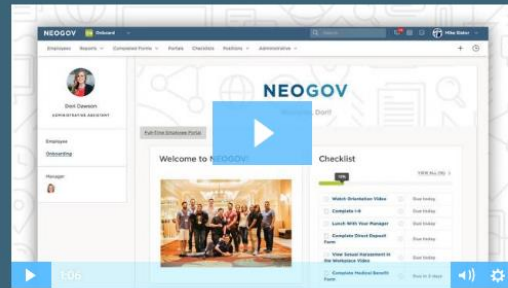 NEOGOV Onboard
Search
Mike Bister
Employees Reports Completed Forms Portals Checklists Positions Administrative
NEOGOV
Dori Dawson
ADMINISTRATIVE ASSISTANT
Full-Time Employee Portal
Employee
Onboarding
Manager
Welcome to NEOGOV!
Checklist
VIEW ALL
10%
Watch Orientation Video Due today
Complete I-9 Due today
Lunch With Your Manager Due today
Complete Direct Deposit Form Due today
View Sexual Harassment in the Workplace Video Due today
Complete Medical Benefit Form Due in 3 days
1:06